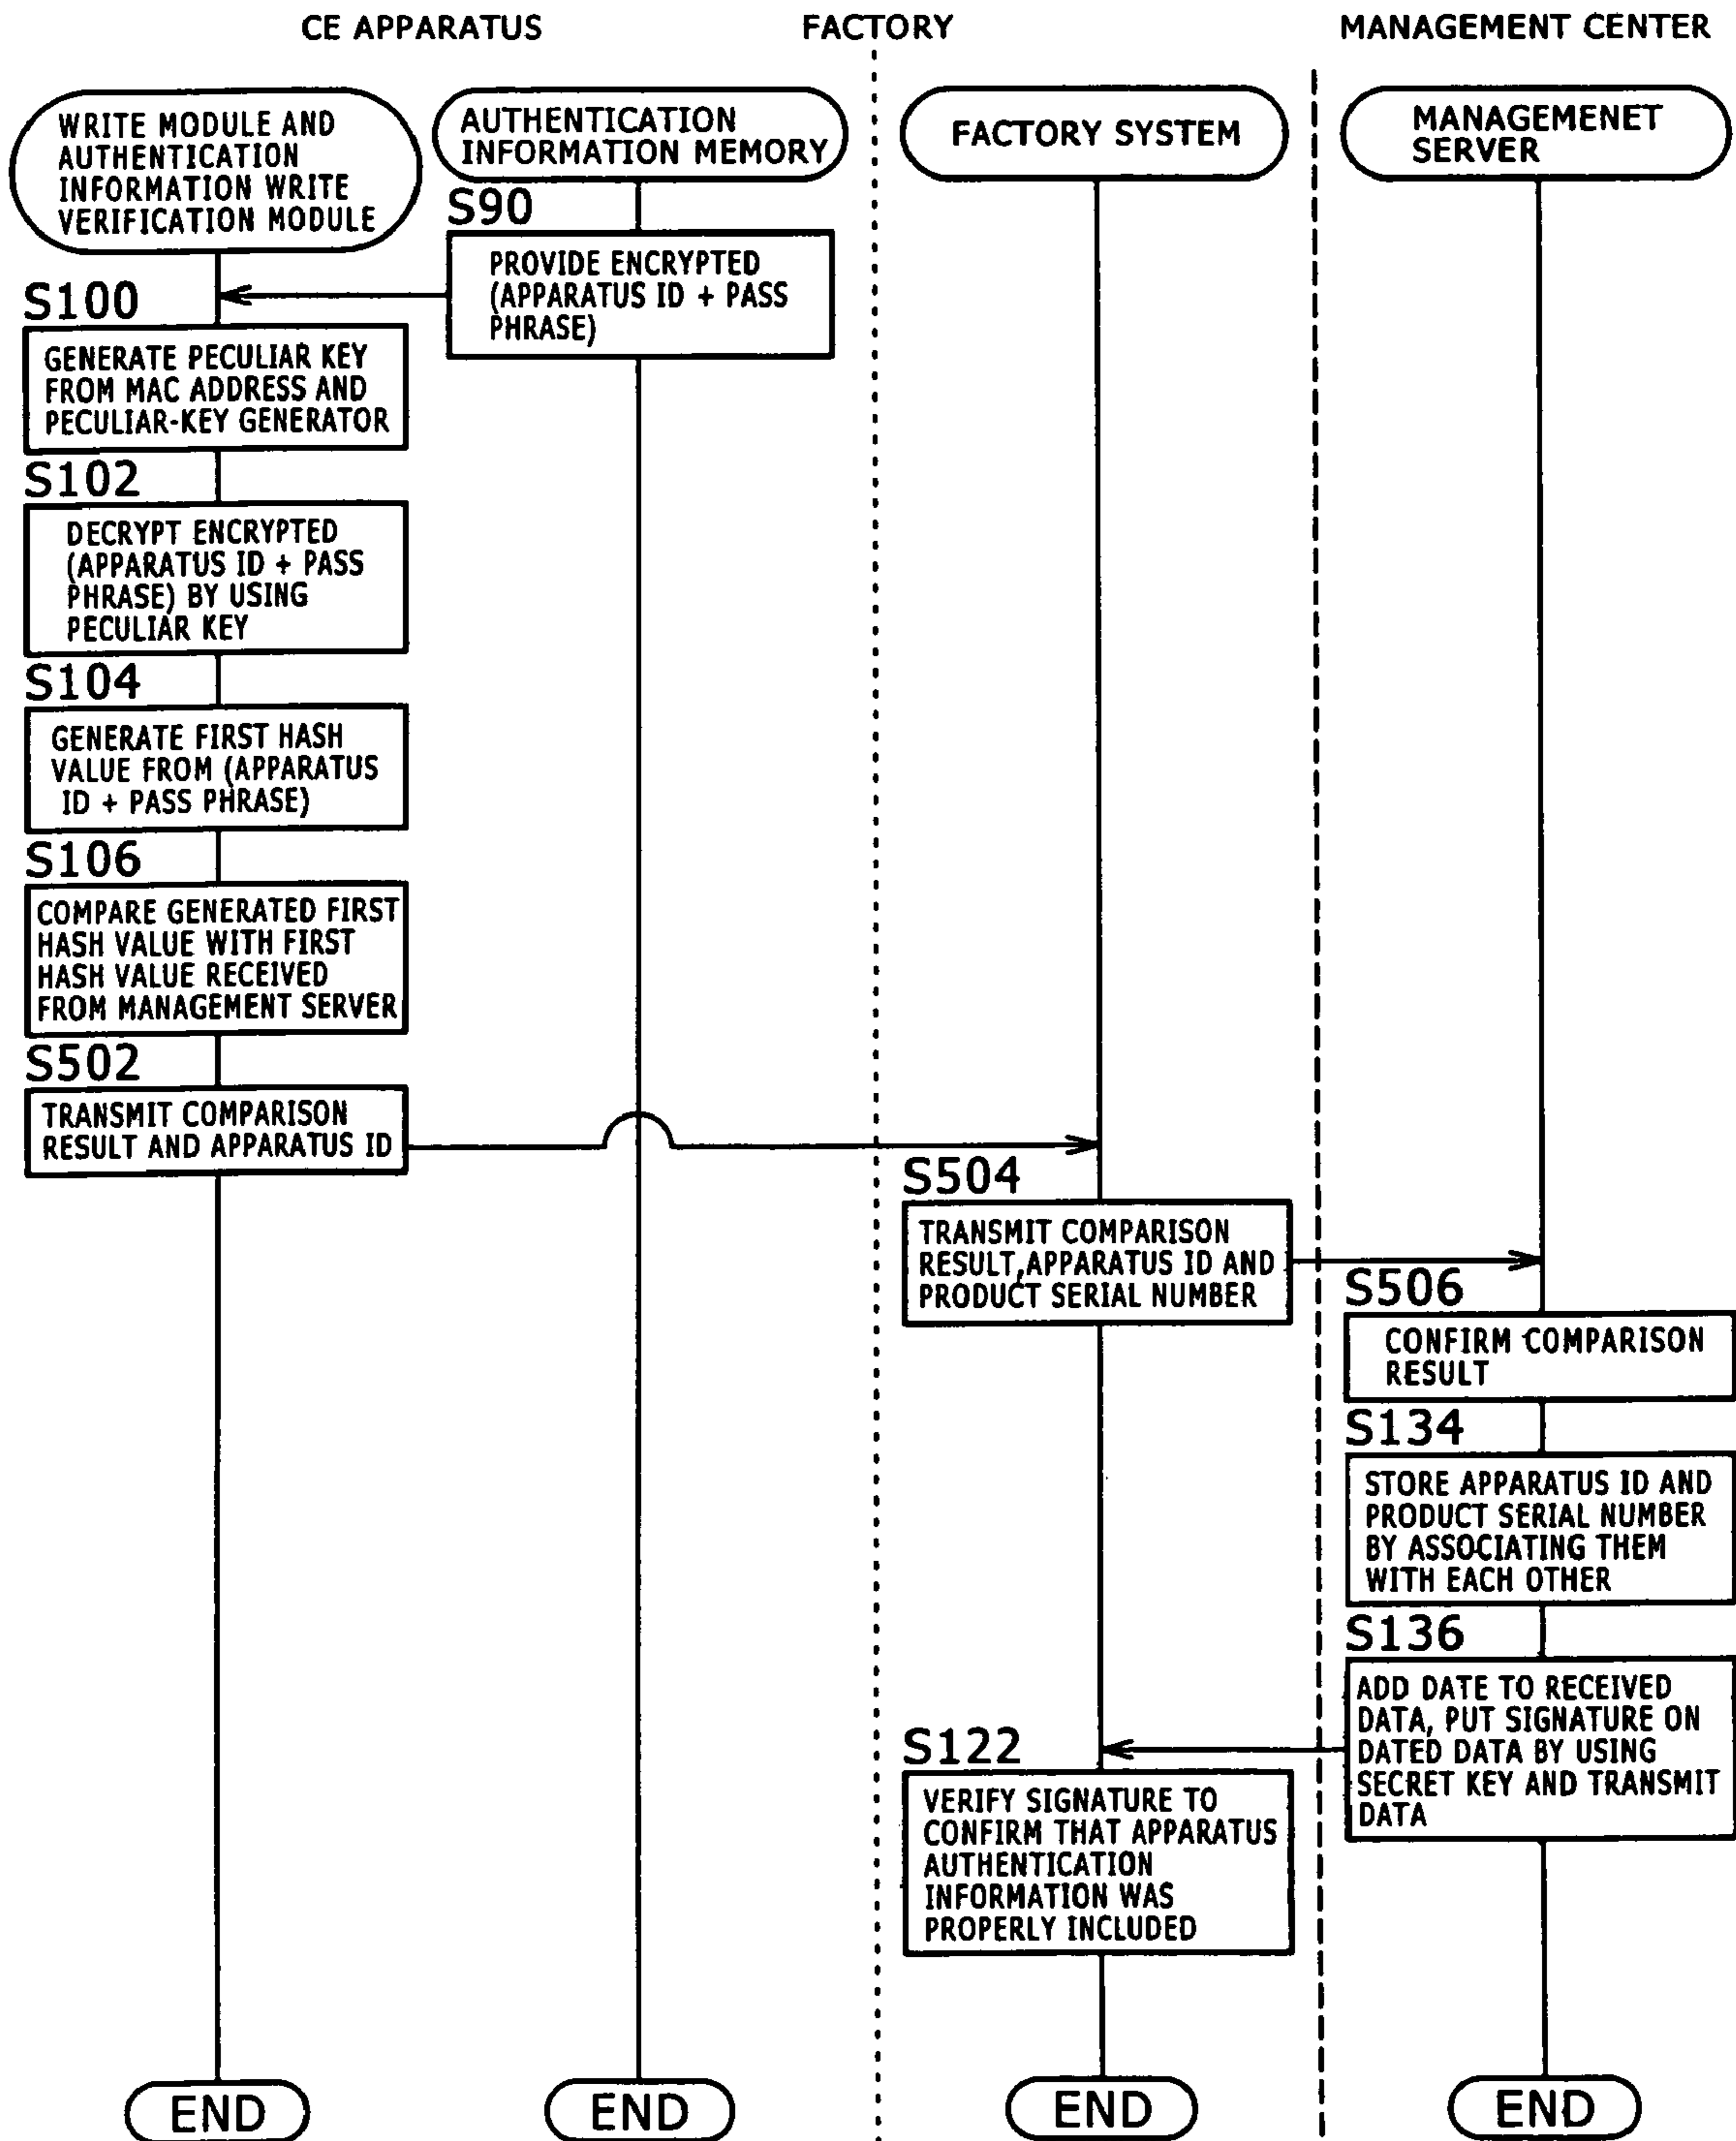 CE APPARATUS
FACTORY
MANAGEMENT CENTER
WRITE MODULE AND
AUTHENTICATION
INFORMATION WRITE
VERIFICATION MODULE
AUTHENTICATION
INFORMATION MEMORY
FACTORY SYSTEM
MANAGEMENET
SERVER
S90
PROVIDE ENCRYPTED
(APPARATUS ID + PASS
PHRASE)
S100
GENERATE PECULIAR KEY
FROM MAC ADDRESS AND
PECULIAR-KEY GENERATOR
S102
DECRYPT ENCRYPTED
(APPARATUS ID + PASS
PHRASE) BY USING
PECULIAR KEY
S104
GENERATE FIRST HASH
VALUE FROM (APPARATUS
ID + PASS PHRASE)
S106
COMPARE GENERATED FIRST
HASH VALUE WITH FIRST
HASH VALUE RECEIVED
FROM MANAGEMENT SERVER
S502
TRANSMIT COMPARISON
RESULT AND APPARATUS ID
S504
TRANSMIT COMPARISON
RESULT,APPARATUS ID AND
PRODUCT SERIAL NUMBER
S506
CONFIRM COMPARISON
RESULT
S134
STORE APPARATUS ID AND
PRODUCT SERIAL NUMBER
BY ASSOCIATING THEM
WITH EACH OTHER
S136
ADD DATE TO RECEIVED
DATA, PUT SIGNATURE ON
DATED DATA BY USING
SECRET KEY AND TRANSMIT
DATA
S122
VERIFY SIGNATURE TO
CONFIRM THAT APPARATUS
AUTHENTICATION
INFORMATION WAS
PROPERLY INCLUDED
END
END
END
END